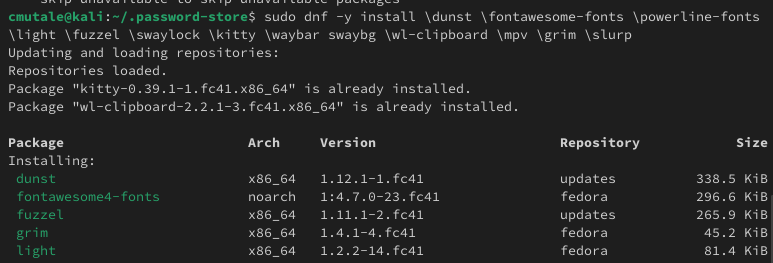 skip unavailable to skip unavailable packages
cmutale@kali:~/.password-store$ sudo dnf -y install \dunst \fontawesome-fonts \powerline-fonts
\light \fuzzel \swaylock \kitty \waybar swaybg \wl-clipboard \mpv \grim \slurp
Updating and loading repositories:
Repositories loaded.
Package "kitty-0.39.1-1.fc41.x86_64" is already installed.
Package "wl-clipboard-2.2.1-3.fc41.x86_64" is already installed.
Package Arch Version Repository Size
Installing:
dunst x86_64 1.12.1-1.fc41 updates 338.5 KiB
fontawesome4-fonts noarch 1:4.7.0-23.fc41 fedora 296.6 KiB
fuzzel x86_64 1.11.1-2.fc41 updates 265.9 KiB
grim x86_64 1.4.1-4.fc41 fedora 45.2 KiB
light x86_64 1.2.2-14.fc41 fedora 81.4 KiB